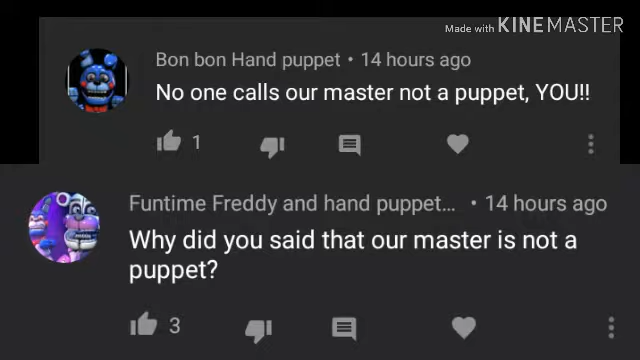 Made with KINEMASTER
Bon bon Hand puppet • 14 hours ago
No one calls our master not a puppet, YOU!!
1
Funtime Freddy and hand puppet... • 14 hours ago
Why did you said that our master is not a
puppet?
3